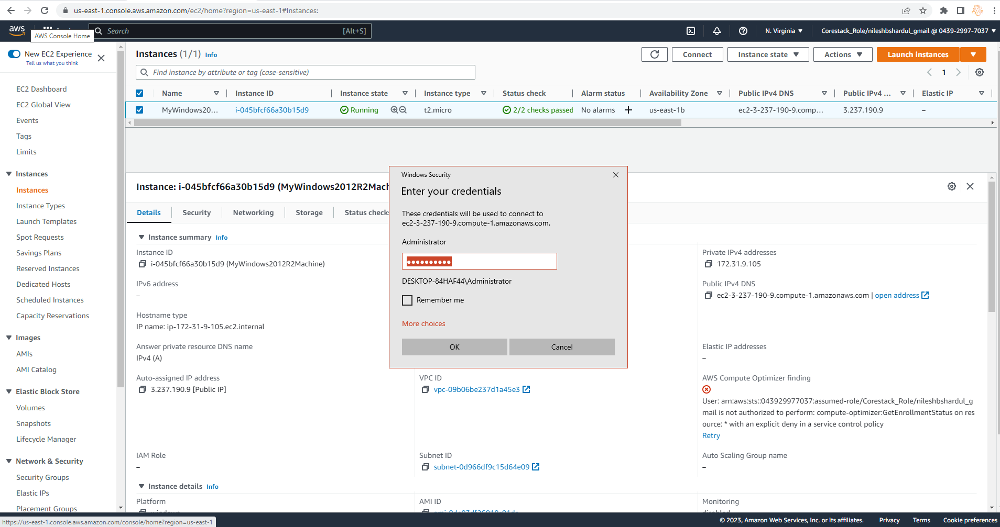 us-east-1.console.aws.amazon.com/ec2/home?region=us-east-1#Instances:
aws
Search
[Alt+S]
N. Virginia
Corestack_Role/nileshbshardul_gmail @ 0439-2997-7037
AWS Console Home
New EC2 Experience
Tell us what you think
EC2 Dashboard
EC2 Global View
Events
Tags
Limits
Instances
Instances
Instance Types
Launch Templates
Spot Requests
Savings Plans
Reserved Instances
Dedicated Hosts
Scheduled Instances
Capacity Reservations
Images
AMIs
AMI Catalog
Elastic Block Store
Volumes
Snapshots
Lifecycle Manager
Network & Security
Security Groups
Elastic IPs
Placement Groups
Instances (1/1) Info
Connect
Instance state
Actions
Launch instances
Find instance by attribute or tag (case-sensitive)
1
Name
Instance ID
Instance state
Instance type
Status check
Alarm status
Availability Zone
Public IPv4 DNS
Public IPv4 ...
Elastic IP
MyWindows20...
i-045bfcf66a30b15d9
Running
t2.micro
2/2 checks passed
No alarms
us-east-1b
ec2-3-237-190-9.comp...
3.237.190.9
–
Instance: i-045bfcf66a30b15d9 (MyWindows2012R2Mach
Details
Security
Networking
Storage
Status checks
Instance summary Info
Instance ID
i-045bfcf66a30b15d9 (MyWindows2012R2Machine)
IPv6 address
–
Hostname type
IP name: ip-172-31-9-105.ec2.internal
Answer private resource DNS name
IPv4 (A)
Auto-assigned IP address
3.237.190.9 [Public IP]
IAM Role
–
VPC ID
vpc-09b06be237d1a45e3
Subnet ID
subnet-0d966df9c15d64e09
Private IPv4 addresses
172.31.9.105
Public IPv4 DNS
ec2-3-237-190-9.compute-1.amazonaws.com | open address
Elastic IP addresses
–
AWS Compute Optimizer finding
User: arn:aws:sts::043929977037:assumed-role/Corestack_Role/nileshbshardul_g
mail is not authorized to perform: compute-optimizer:GetEnrollmentStatus on res
ource: * with an explicit deny in a service control policy
Retry
Auto Scaling Group name
–
Instance details Info
Platform
AMI ID
Monitoring
Windows Security
Enter your credentials
These credentials will be used to connect to
ec2-3-237-190-9.compute-1.amazonaws.com.
Administrator
●●●●●●●●●●
DESKTOP-84HAF44\Administrator
Remember me
More choices
OK
Cancel
https://us-east-1.console.aws.amazon.com/console/home?region=us-east-1
© 2023, Amazon Web Services, Inc. or its affiliates.
Privacy
Terms
Cookie preferences